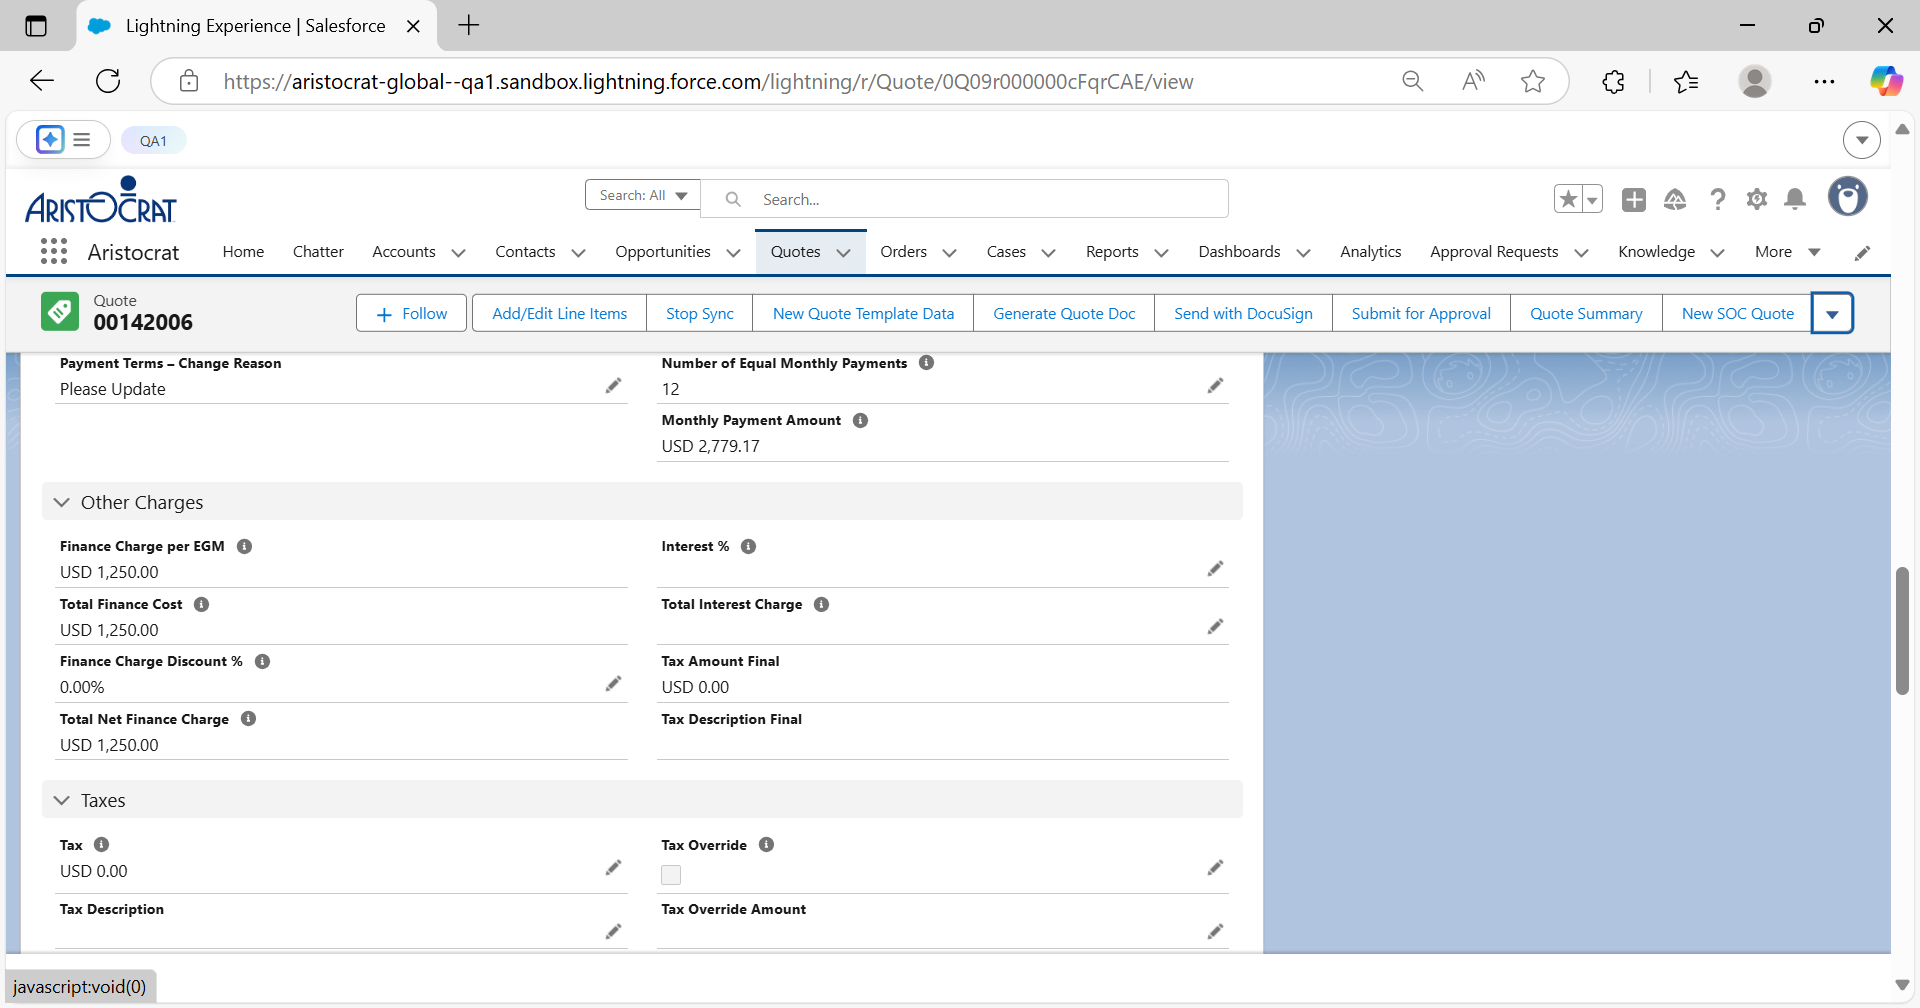 Lightning Experience | Salesforce
https://aristocrat-global--qa1.sandbox.lightning.force.com/lightning/r/Quote/0Q09r000000cFqrCAE/view
QA1
ARISTOCRAT
Search: All
Search...
Aristocrat
Home
Chatter
Accounts
Contacts
Opportunities
Quotes
Orders
Cases
Reports
Dashboards
Analytics
Approval Requests
Knowledge
More
Quote
00142006
Follow
Add/Edit Line Items
Stop Sync
New Quote Template Data
Generate Quote Doc
Send with DocuSign
Submit for Approval
Quote Summary
New SOC Quote
Payment Terms – Change Reason
Please Update
Number of Equal Monthly Payments
12
Monthly Payment Amount
USD 2,779.17
Other Charges
Finance Charge per EGM
USD 1,250.00
Interest %
Total Finance Cost
USD 1,250.00
Total Interest Charge
Finance Charge Discount %
0.00%
Tax Amount Final
USD 0.00
Total Net Finance Charge
USD 1,250.00
Tax Description Final
Taxes
Tax
USD 0.00
Tax Override
Tax Description
Tax Override Amount
javascript:void(0)